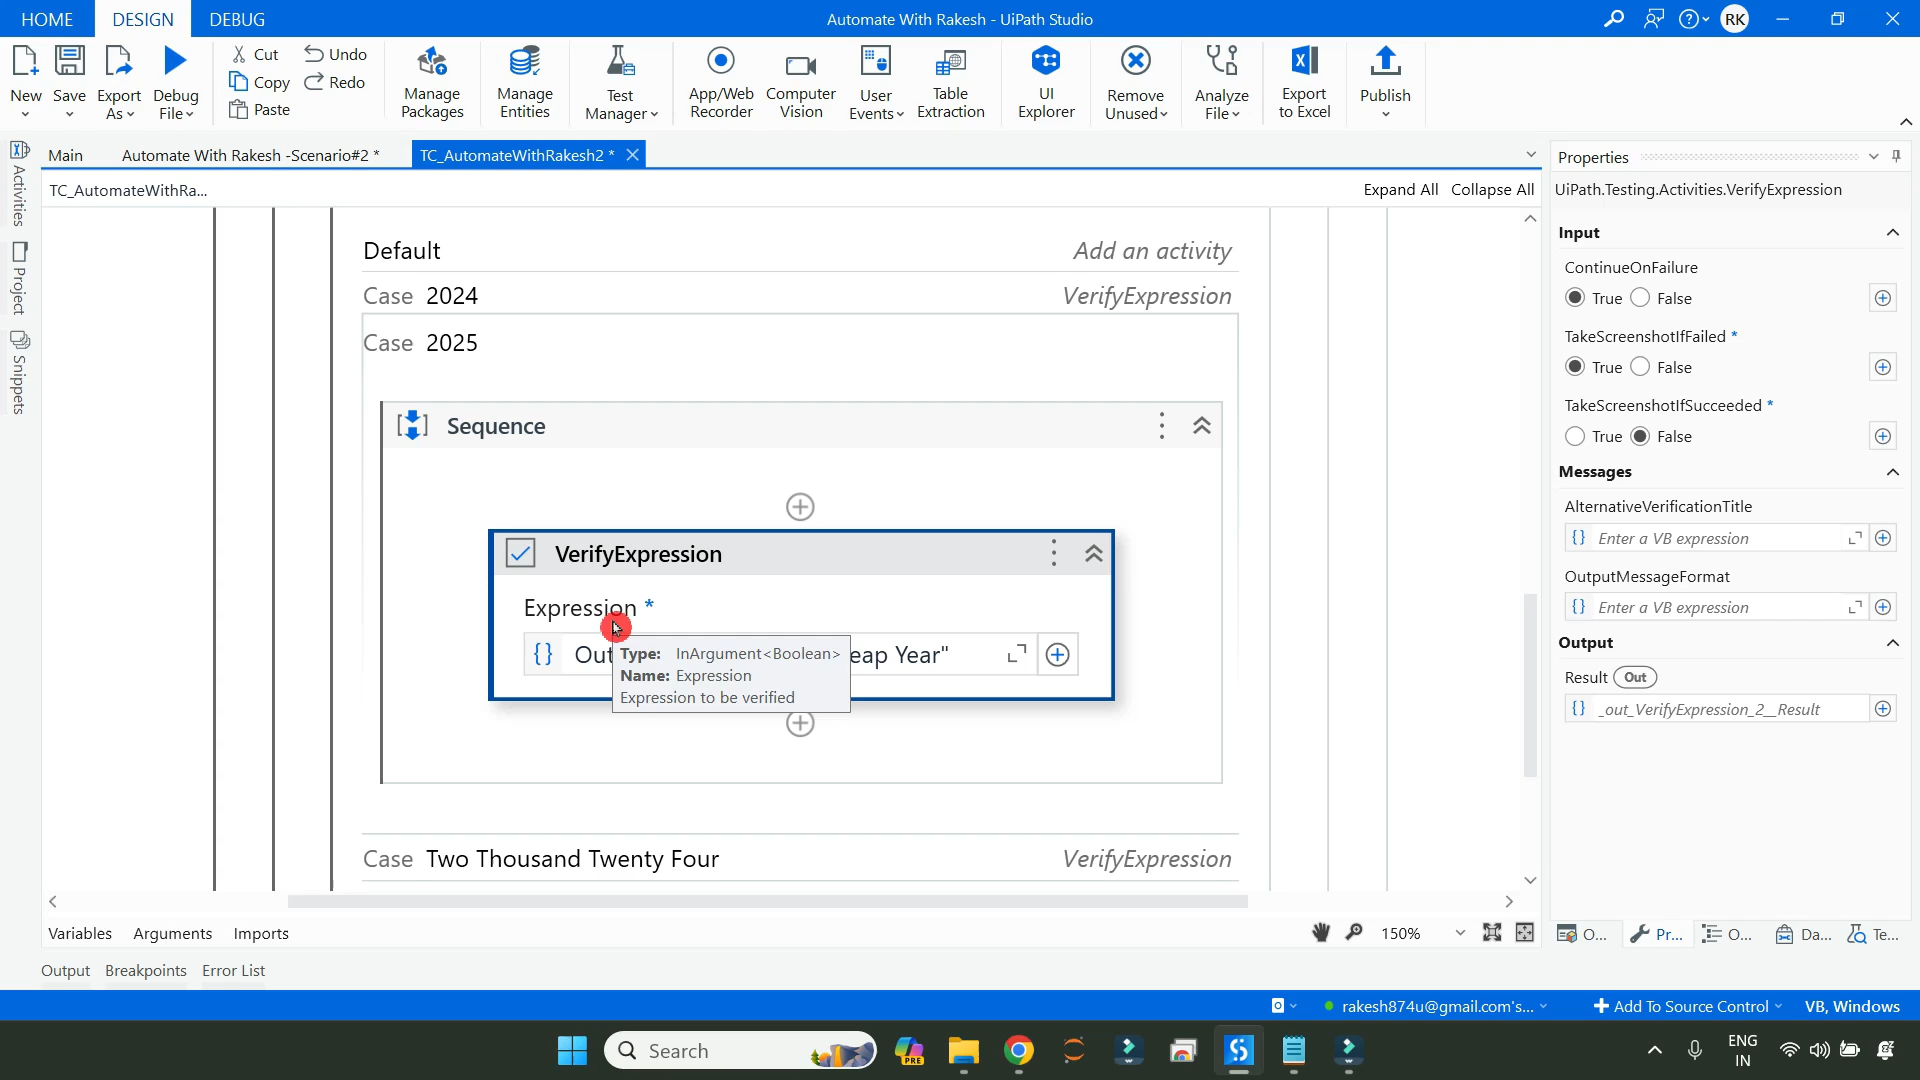 HOME DESIGN DEBUG Automate With Rakesh - UiPath Studio RK
New Save Export As Debug File Cut Copy Paste Undo Redo Manage Packages Manage Entities Test Manager App/Web Recorder Computer Vision User Events Table Extraction UI Explorer Remove Unused Analyze File Export to Excel Publish
Main Automate With Rakesh -Scenario#2 * TC_AutomateWithRakesh2 *
TC_AutomateWithRa... Expand All Collapse All
Activities
Project
Snippets
Default Add an activity
Case 2024 VerifyExpression
Case 2025
Sequence
VerifyExpression
Expression *
Out eap Year"
Type: InArgument<Boolean>
Name: Expression
Expression to be verified
Case Two Thousand Twenty Four VerifyExpression
Variables Arguments Imports 150%
Output Breakpoints Error List
Properties
UiPath.Testing.Activities.VerifyExpression
Input
ContinueOnFailure
True False
TakeScreenshotIfFailed *
True False
TakeScreenshotIfSucceeded *
True False
Messages
AlternativeVerificationTitle
Enter a VB expression
OutputMessageFormat
Enter a VB expression
Output
Result Out
_out_VerifyExpression_2__Result
O... Pr... O... Da... Te...
rakesh874u@gmail.com's... Add To Source Control VB, Windows
Search PRE ENG
IN